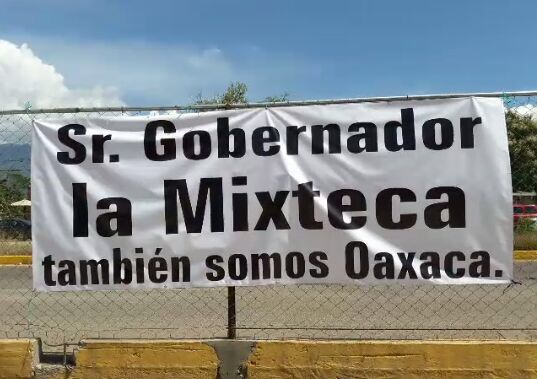 Sr. Gobernador
la Mixteca
también somos Oaxaca.